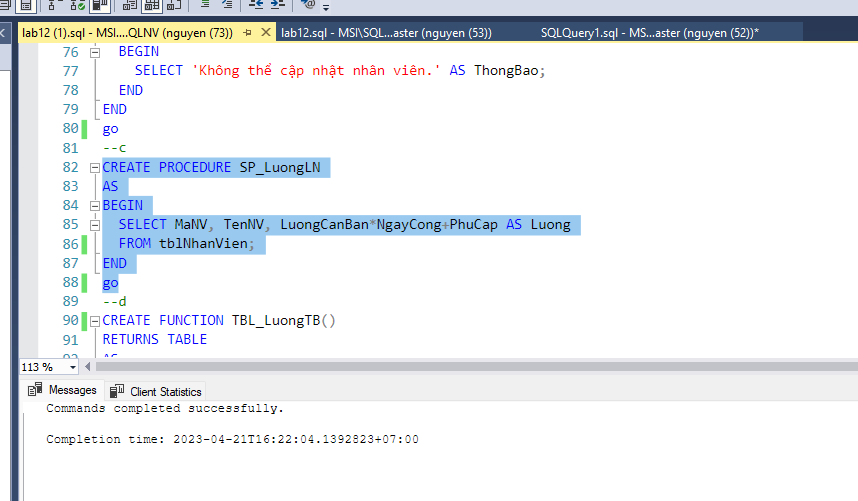 lab12 (1).sql - MSI....QLNV (nguyen (73)) lab12.sql - MSI\SQL...aster (nguyen (53)) SQLQuery1.sql - MS...aster (nguyen (52))*
76 BEGIN
77 SELECT 'Không thể cập nhật nhân viên.' AS ThongBao;
78 END
79 END
80 go
81 --c
82 CREATE PROCEDURE SP_LuongLN
83 AS
84 BEGIN
85 SELECT MaNV, TenNV, LuongCanBan*NgayCong+PhuCap AS Luong
86 FROM tblNhanVien;
87 END
88 go
89 --d
90 CREATE FUNCTION TBL_LuongTB()
91 RETURNS TABLE
92 AS
113 %
Messages Client Statistics
Commands completed successfully.
Completion time: 2023-04-21T16:22:04.1392823+07:00